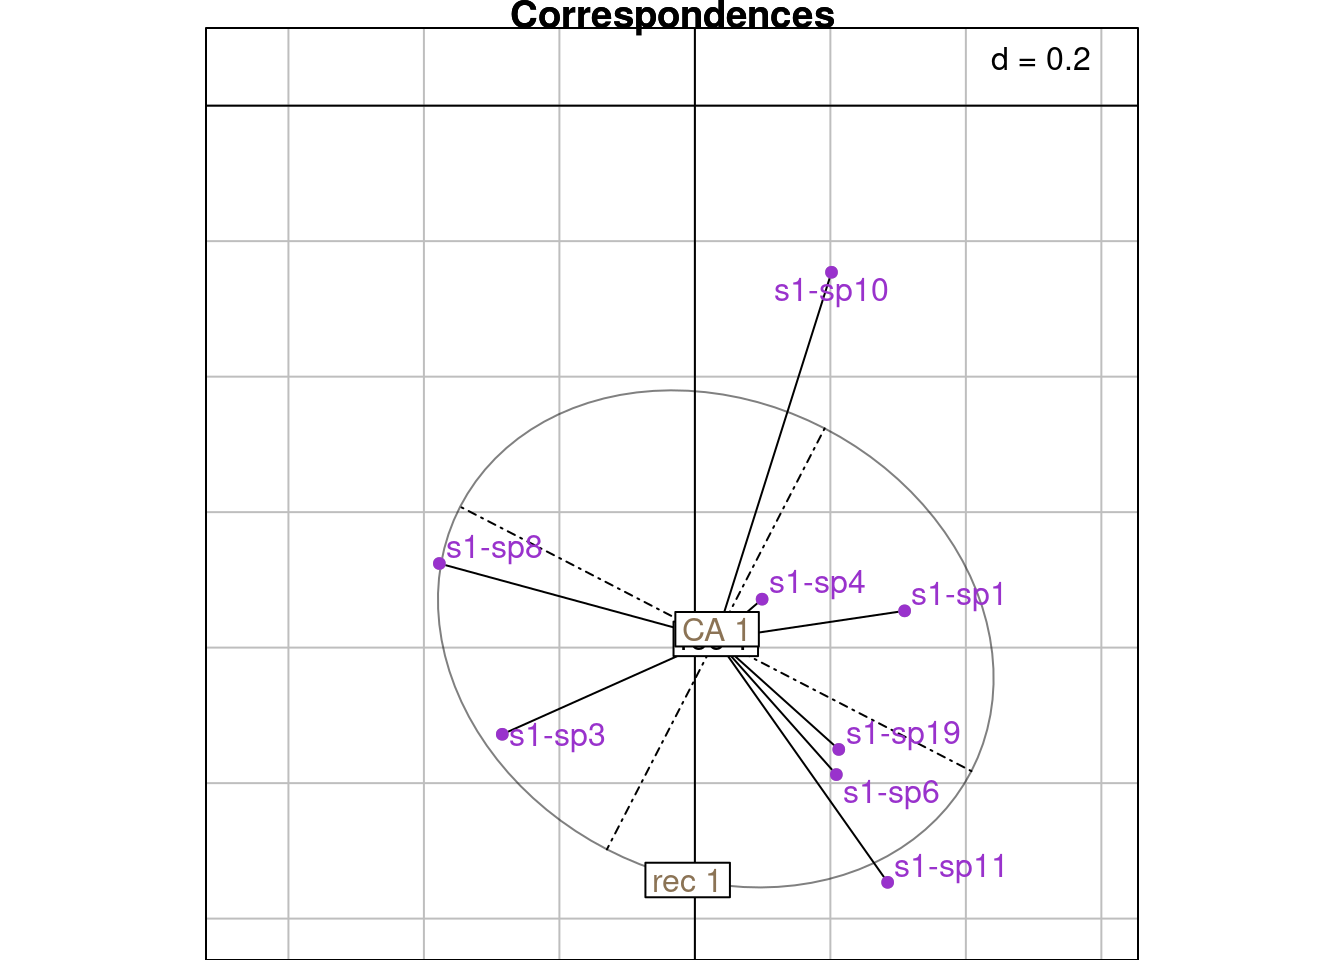 Correspondences
d = 0.2
s1-sp10
s1-sp8
s1-sp4
s1-sp1
CA 1
s1-sp3
s1-sp19
s1-sp6
s1-sp11
rec 1